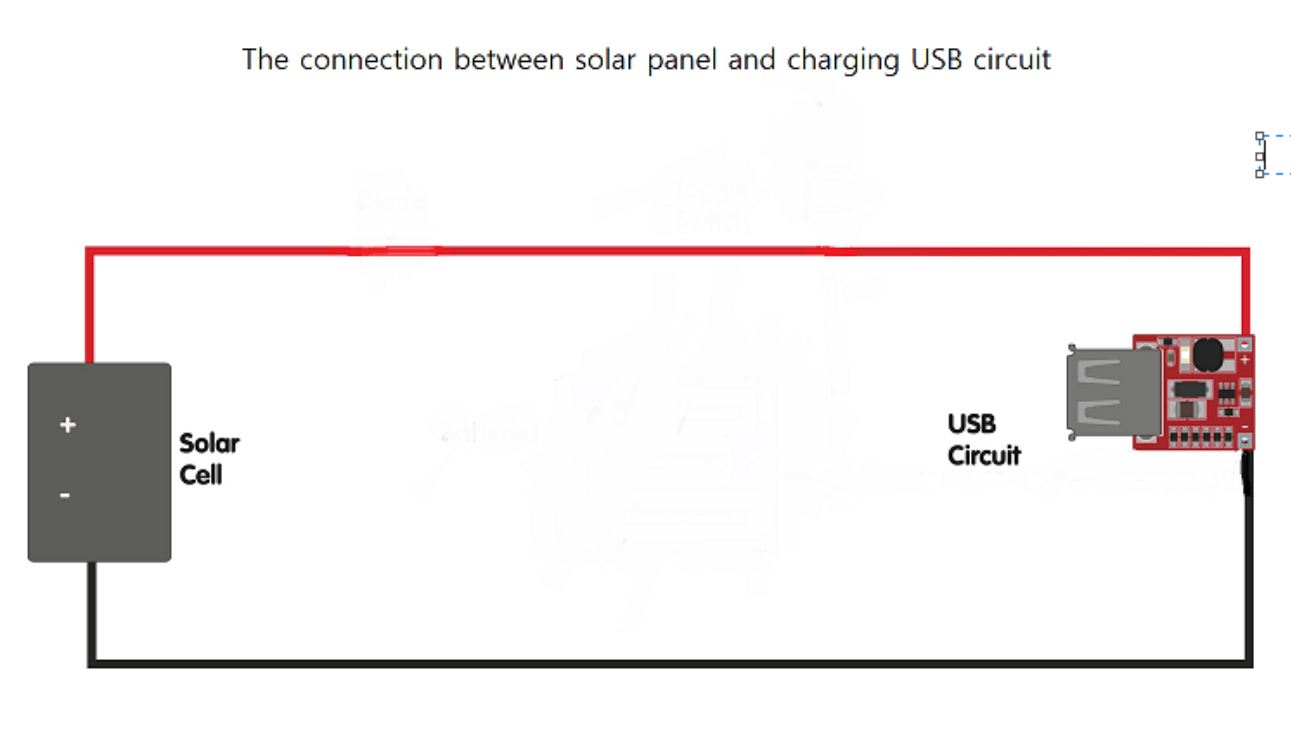 The connection between solar panel and charging USB circuit
Diode
Toggle
Switch
+
-
Solar
Cell
Batteries
USB
Circuit
+
-